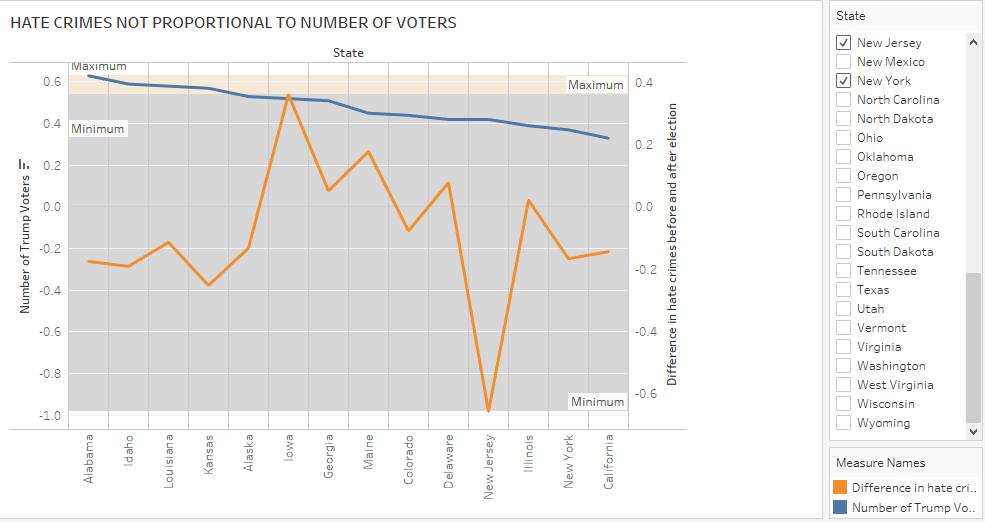 HATE CRIMES NOT PROPORTIONAL TO NUMBER OF VOTERS
State
Maximum
Maximum
Minimum
Minimum
Number of Trump Voters
0.6
0.4
0.2
0.0
-0.2
-0.4
-0.6
-0.8
-1.0
0.4
0.2
0.0
-0.2
-0.4
-0.6
Difference in hate crimes before and after election
Alabama
Idaho
Louisiana
Kansas
Alaska
Iowa
Georgia
Maine
Colorado
Delaware
New Jersey
Illinois
New York
California
State
New Jersey
New Mexico
New York
North Carolina
North Dakota
Ohio
Oklahoma
Oregon
Pennsylvania
Rhode Island
South Carolina
South Dakota
Tennessee
Texas
Utah
Vermont
Virginia
Washington
West Virginia
Wisconsin
Wyoming
Measure Names
Difference in hate cri..
Number of Trump Vo..